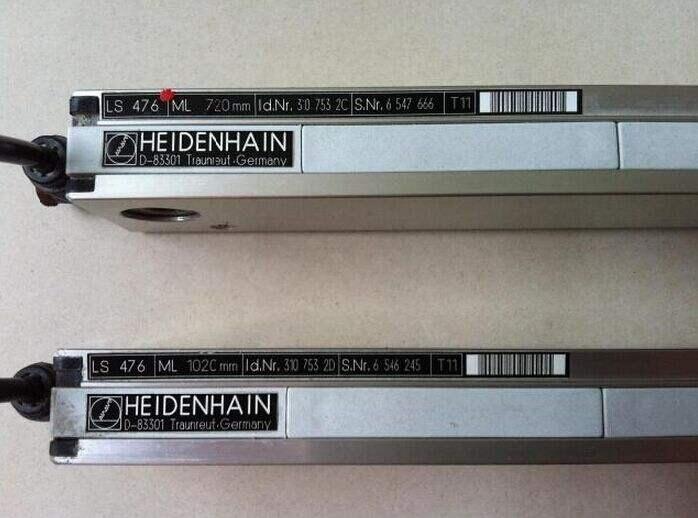 LS 476 ML 720 mm Id.Nr. 310 753 2C S.Nr. 6 547 666 T11
HEIDENHAIN
D-83301 Traunreut·Germany
LS 476 ML 1020 mm Id.Nr. 310 753 2D S.Nr. 6 546 245 T11
HEIDENHAIN
D-83301 Traunreut·Germany